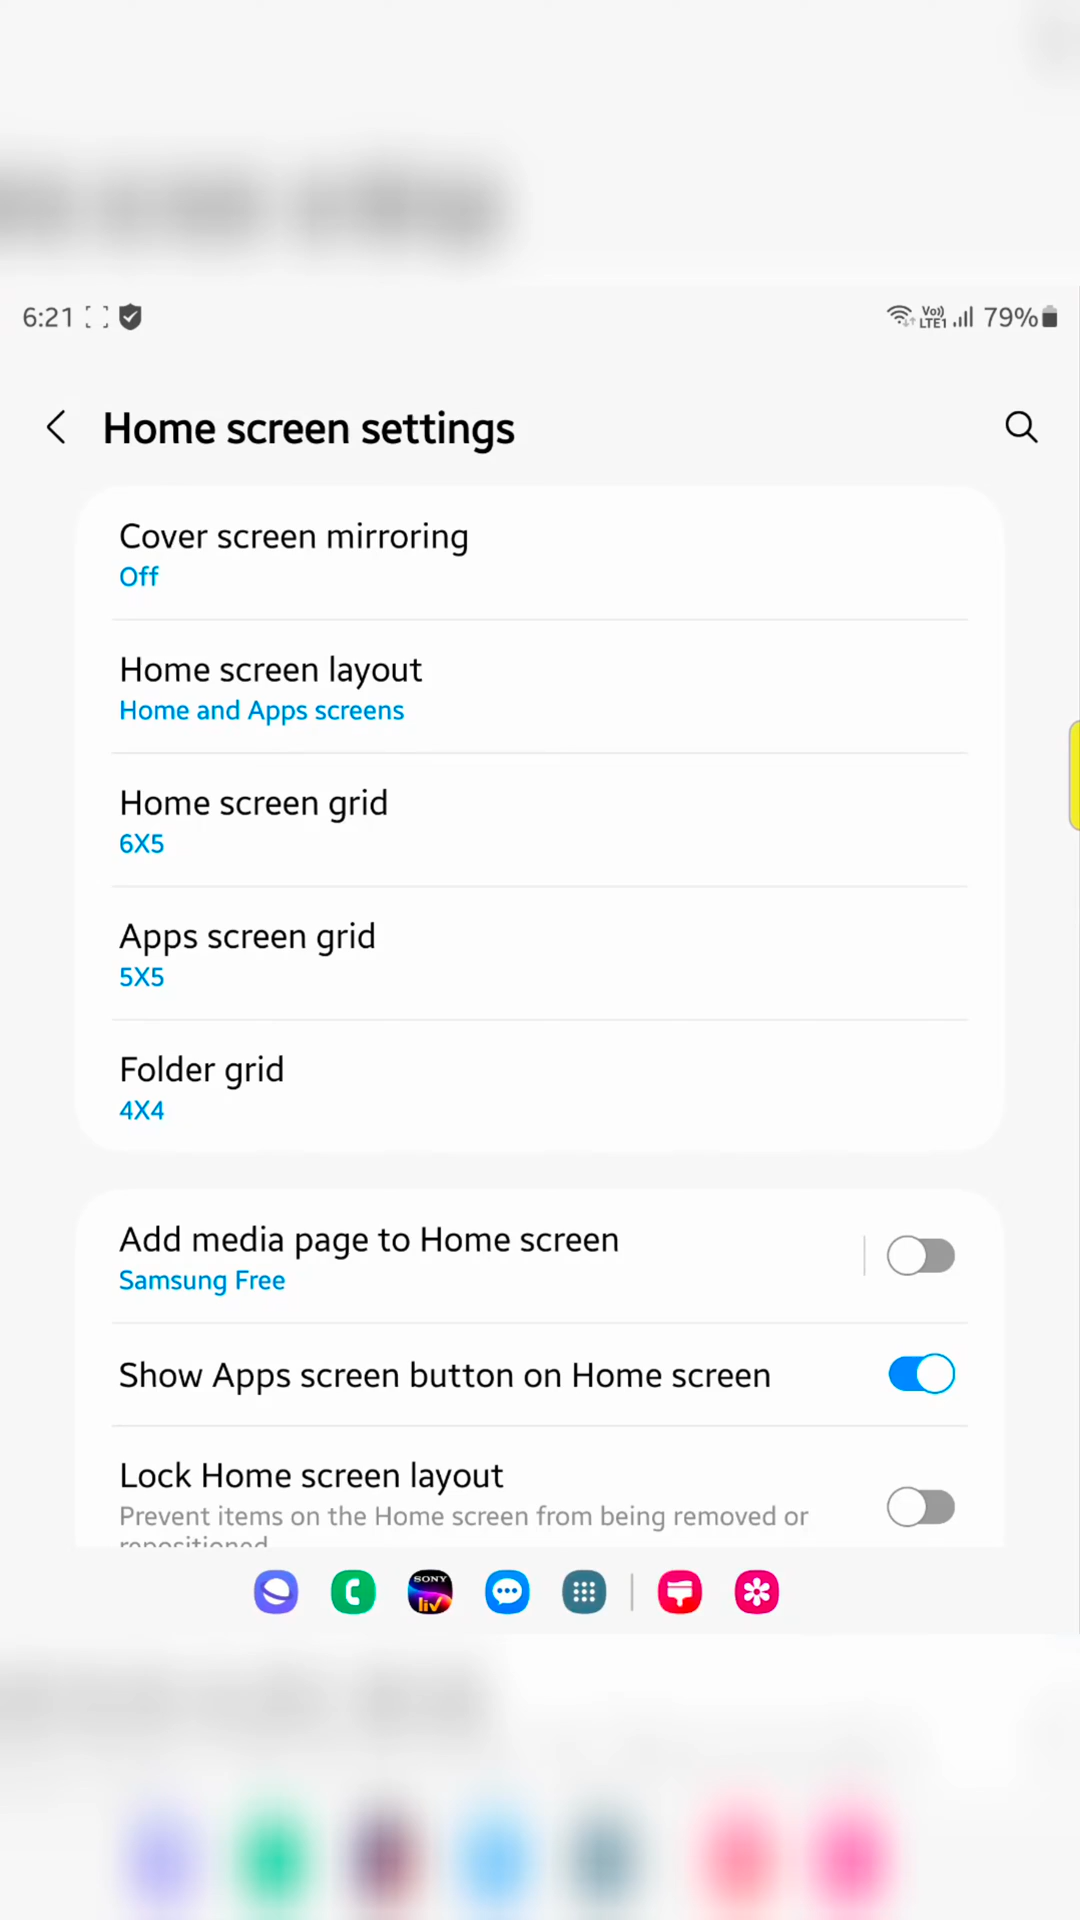 6:21
Vo))
LTE1
79%
Home screen settings
Cover screen mirroring
Off
Home screen layout
Home and Apps screens
Home screen grid
6X5
Apps screen grid
5X5
Folder grid
4X4
Add media page to Home screen
Samsung Free
Show Apps screen button on Home screen
Lock Home screen layout
Prevent items on the Home screen from being removed or
repositioned.
SONY
liv